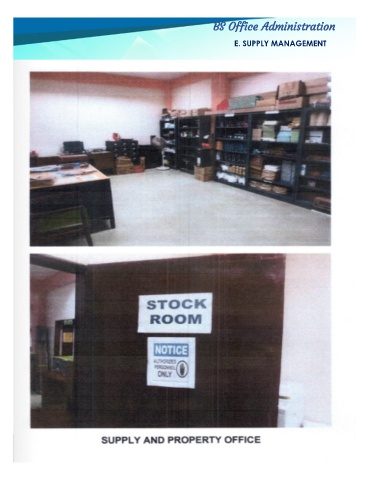 BS Office Administration
E. SUPPLY MANAGEMENT
STOCK
ROOM
NOTICE
AUTHORIZED
PERSONNEL
ONLY
SUPPLY AND PROPERTY OFFICE